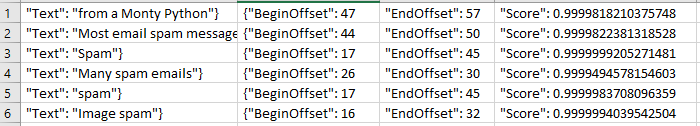 1 "Text": "from a Monty Python"} {"BeginOffset": 47 "EndOffset": 57 "Score": 0.9999818210375748
2 "Text": "Most email spam message {"BeginOffset": 44 "EndOffset": 50 "Score": 0.9999822381318528
3 "Text": "Spam"} {"BeginOffset": 17 "EndOffset": 45 "Score": 0.9999999205271481
4 "Text": "Many spam emails"} {"BeginOffset": 26 "EndOffset": 30 "Score": 0.9999494578154603
5 "Text": "spam"} {"BeginOffset": 17 "EndOffset": 45 "Score": 0.9999983708096359
6 "Text": "Image spam"} {"BeginOffset": 16 "EndOffset": 32 "Score": 0.9999994039542504